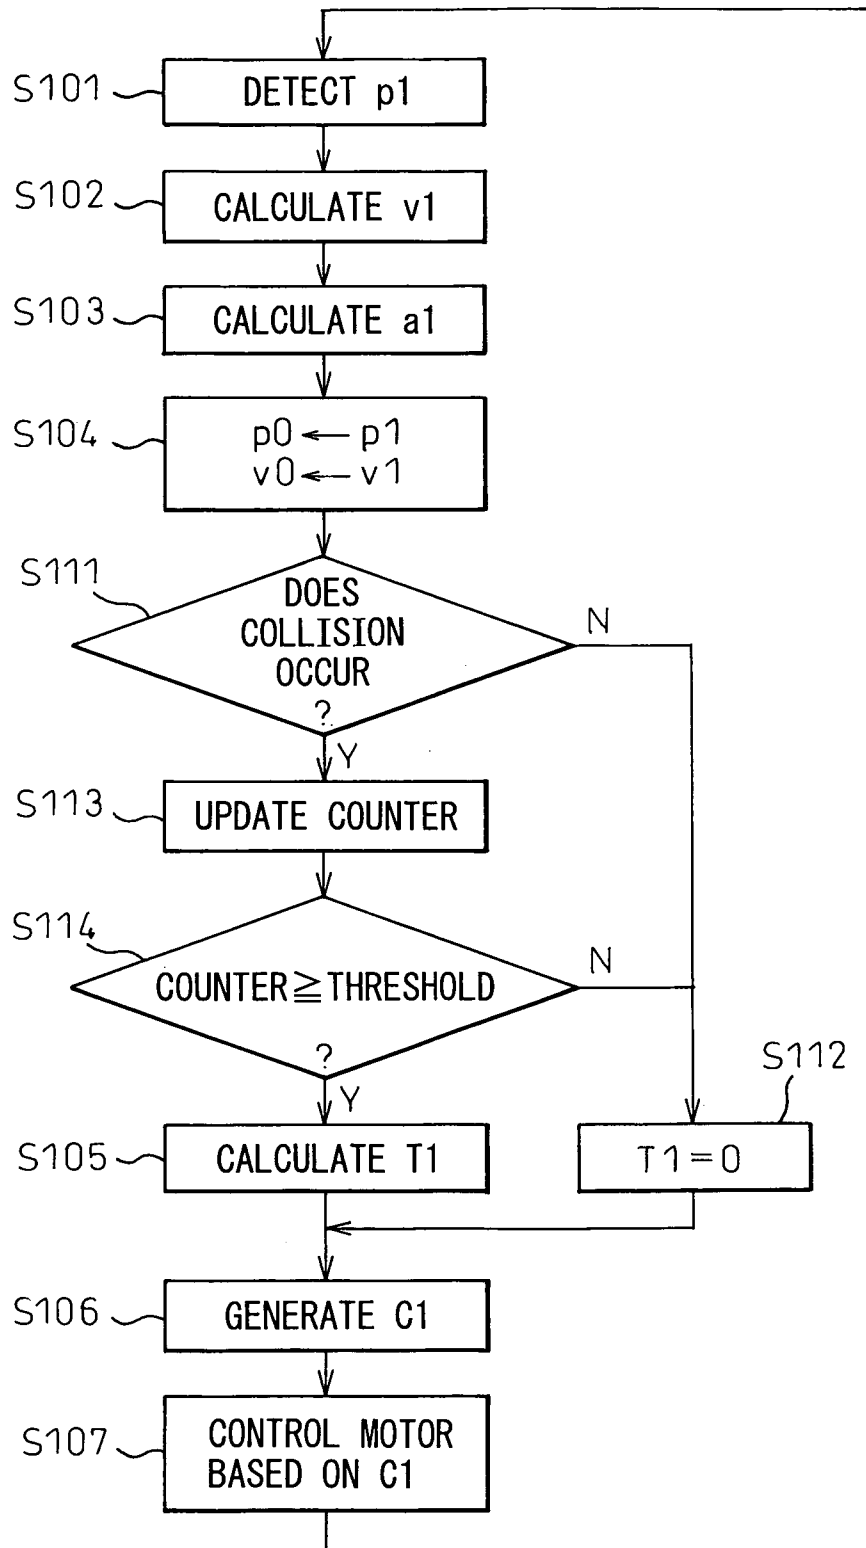 S101
DETECT p1
S102
CALCULATE v1
S103
CALCULATE a1
S104
p0 ← p1
v0 ← v1
S111
DOES
COLLISION
OCCUR
?
N
Y
S113
UPDATE COUNTER
S114
COUNTER ≧ THRESHOLD
?
N
Y
S112
S105
CALCULATE T1
T1=0
S106
GENERATE C1
S107
CONTROL MOTOR
BASED ON C1